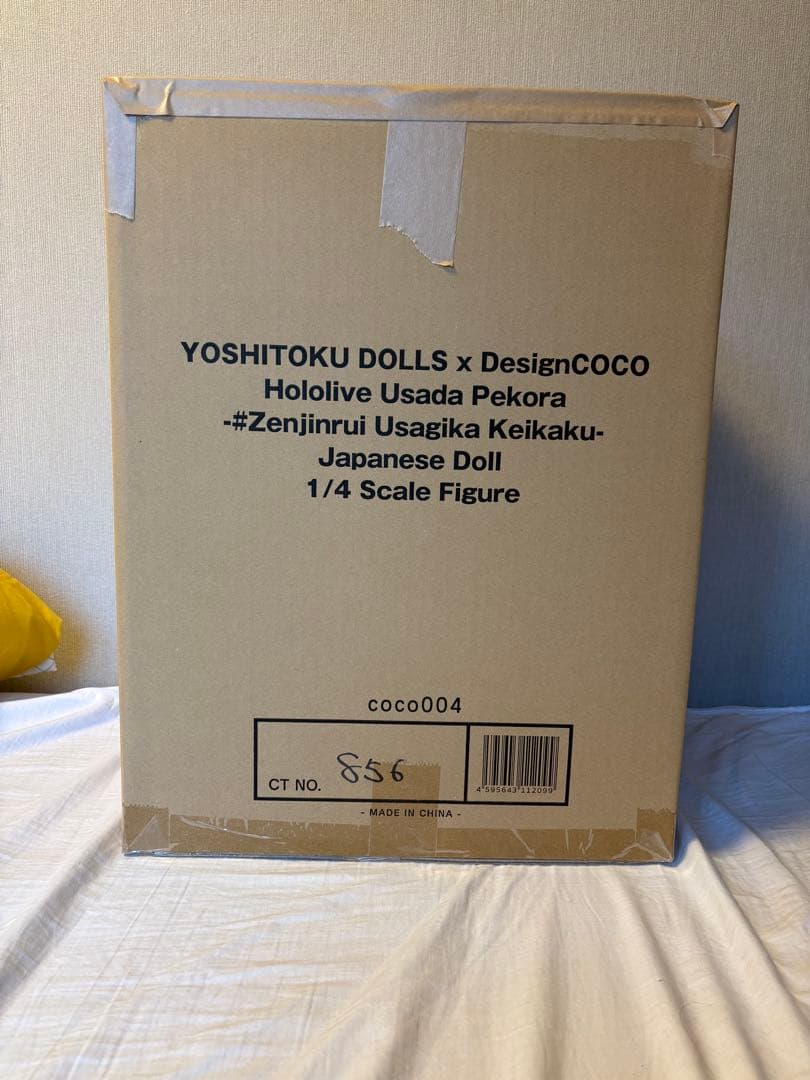 YOSHITOKU DOLLS x DesignCOCO
Hololive Usada Pekora
-#Zenjinrui Usagika Keikaku-
Japanese Doll
1/4 Scale Figure
coco004
CT NO. 856
4 595643 112099
- MADE IN CHINA -